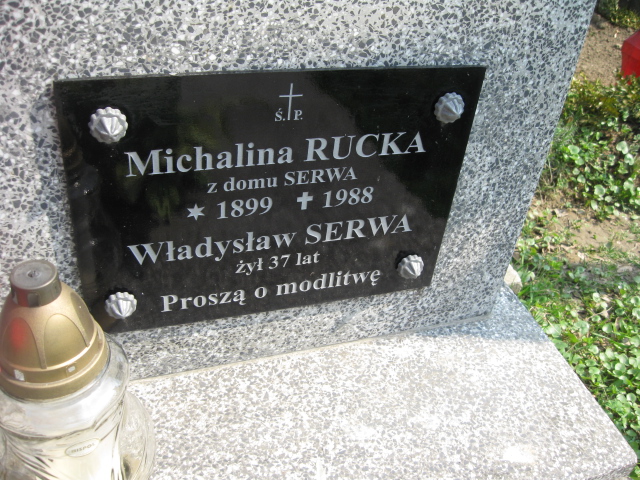 Ś. P.
Michalina RUCKA
z domu SERWA
1899 1988
Władysław SERWA
żył 37 lat
Proszą o modlitwę